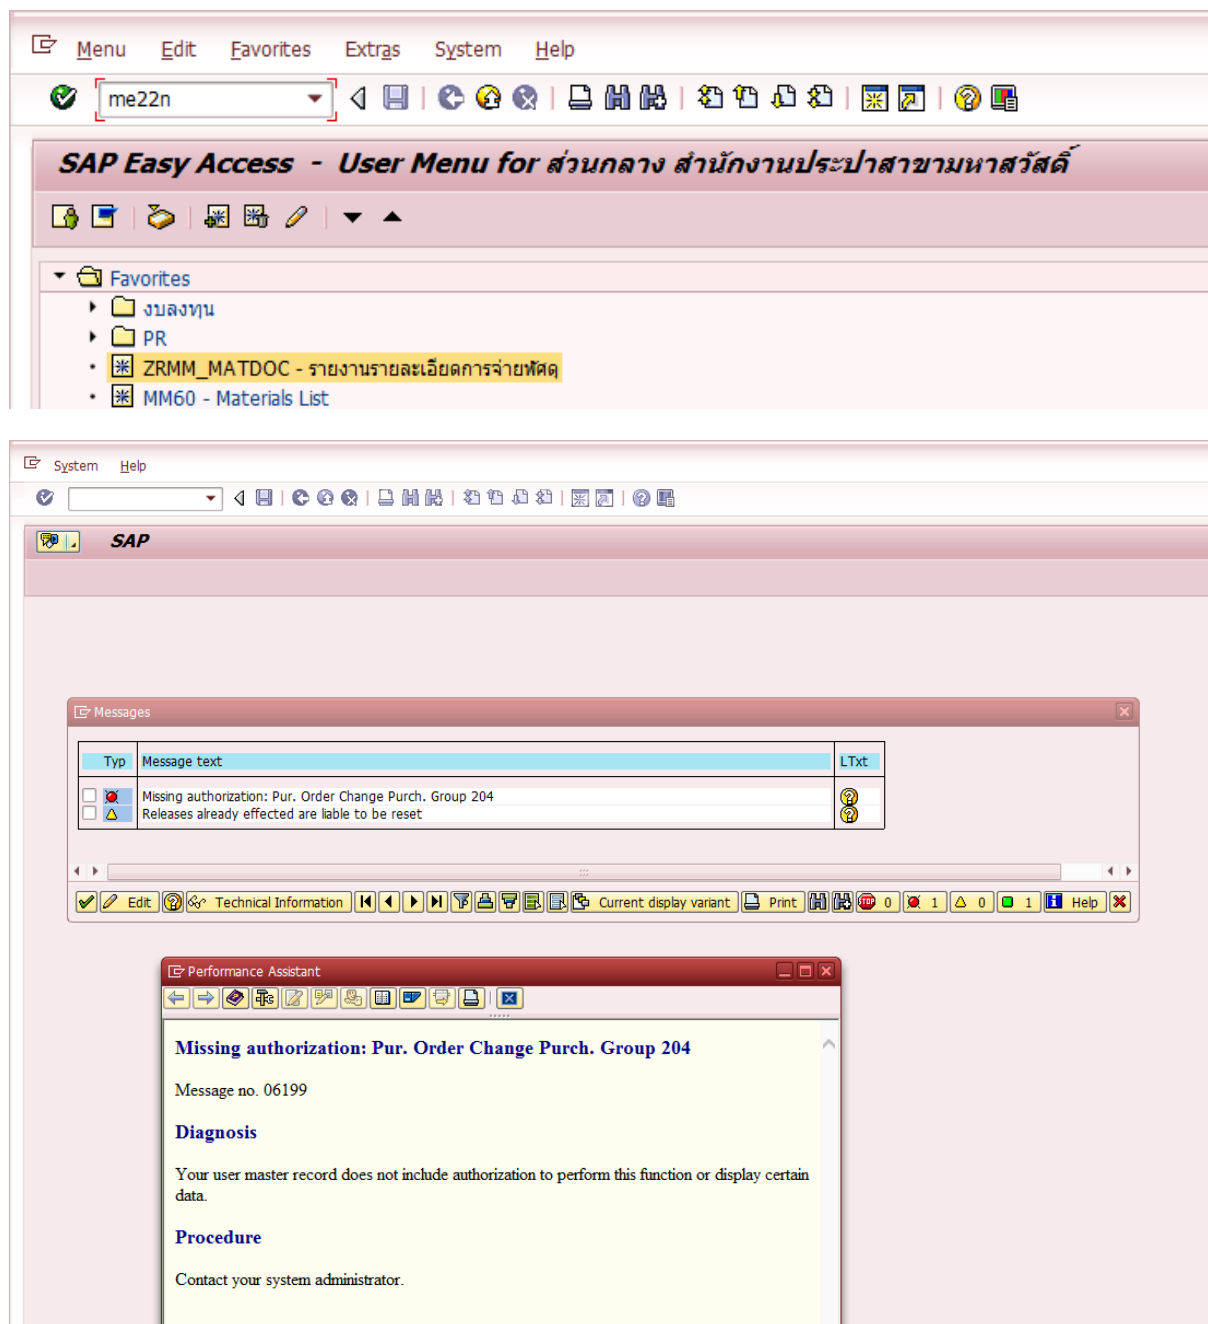 Menu Edit Favorites Extras System Help
me22n
SAP Easy Access - User Menu for ส่วนกลาง สำนักงานประปาสาขามหาสวัสดิ์
Favorites
งบลงทุน
PR
ZRMM_MATDOC - รายงานรายละเอียดการจ่ายพัสดุ
MM60 - Materials List
System Help
SAP
Messages
Typ Message text LTxt
Missing authorization: Pur. Order Change Purch. Group 204
Releases already effected are liable to be reset
Edit Technical Information Current display variant Print STOP 0 1 0 1 Help
Performance Assistant
Missing authorization: Pur. Order Change Purch. Group 204
Message no. 06199
Diagnosis
Your user master record does not include authorization to perform this function or display certain
data.
Procedure
Contact your system administrator.